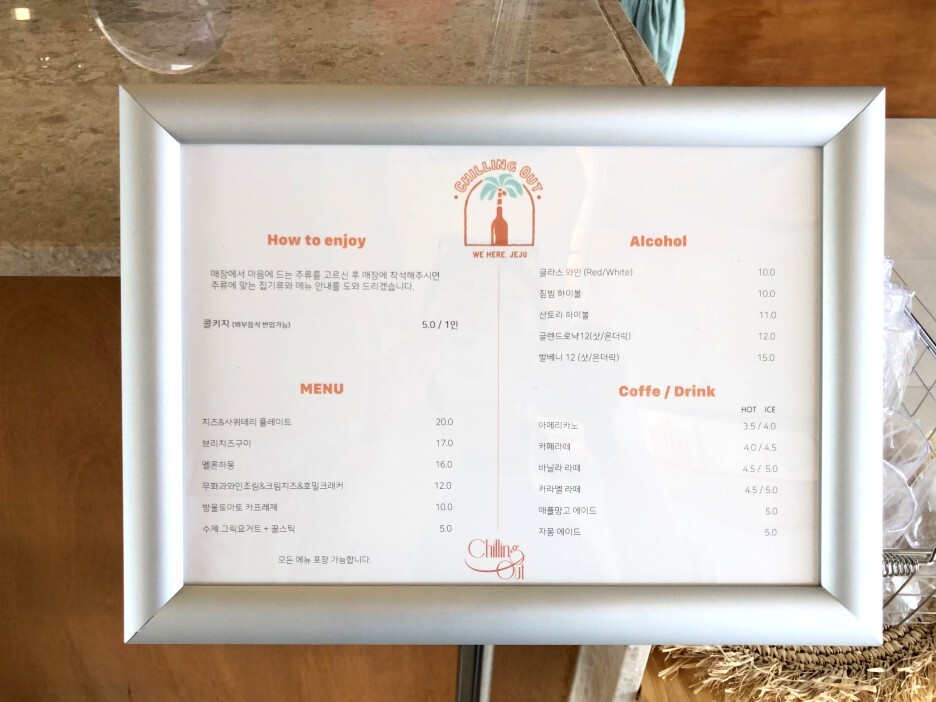 CHILLING OUT
WE HERE, JEJU
How to enjoy
매장에서 마음에 드는 주류를 고르신 후 매장에 착석해주시면
주류에 맞는 집기류와 메뉴 안내를 도와 드리겠습니다.
콜키지 (외부음식 반입가능) 5.0 / 1인
MENU
치즈&샤퀴테리 플레이트 20.0
브리치즈구이 17.0
멜론하몽 16.0
무화과와인조림&크림치즈&호밀크래커 12.0
방울토마토 카프레제 10.0
수제 그릭요거트 + 꿀스틱 5.0
모든 메뉴 포장 가능합니다.
Alcohol
글라스 와인 (Red/White) 10.0
짐빔 하이볼 10.0
산토리 하이볼 11.0
글렌드로낙12(샷/온더락) 12.0
발베니 12 (샷/온더락) 15.0
Coffe / Drink
HOT ICE
아메리카노 3.5 / 4.0
카페라떼 4.0 / 4.5
바닐라 라떼 4.5 / 5.0
카라멜 라떼 4.5 / 5.0
애플망고 에이드 5.0
자몽 에이드 5.0
Chilling
Out